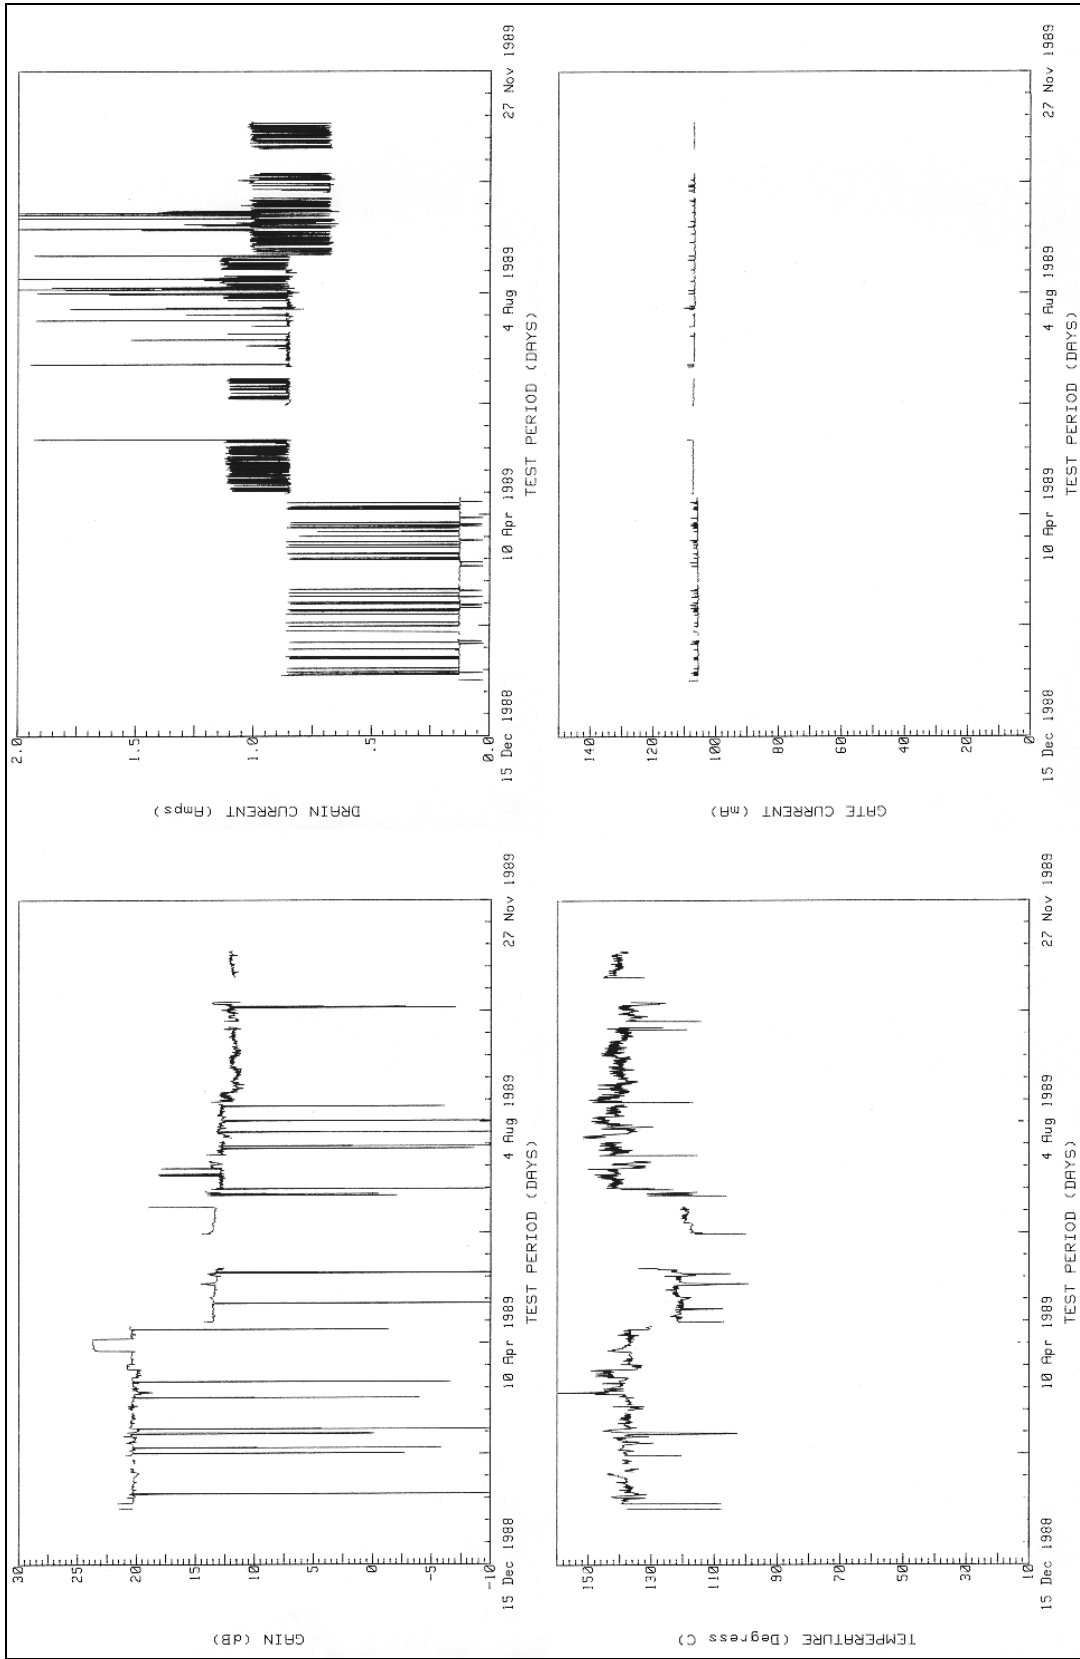 GAIN (dB)
30
20
10
0
-5
-10
15 Dec 1988
10 Apr 1989
4 Aug 1989
27 Nov 1989
TEST PERIOD (DAYS)
DRAIN CURRENT (Amps)
2.0
1.5
1.0
.5
0.0
15 Dec 1988
10 Apr 1989
4 Aug 1989
27 Nov 1989
TEST PERIOD (DAYS)
TEMPERATURE (Degress C)
150
130
110
90
70
50
30
10
15 Dec 1988
10 Apr 1989
4 Aug 1989
27 Nov 1989
TEST PERIOD (DAYS)
GATE CURRENT (mA)
140
120
100
80
60
40
20
0
15 Dec 1988
10 Apr 1989
4 Aug 1989
27 Nov 1989
TEST PERIOD (DAYS)